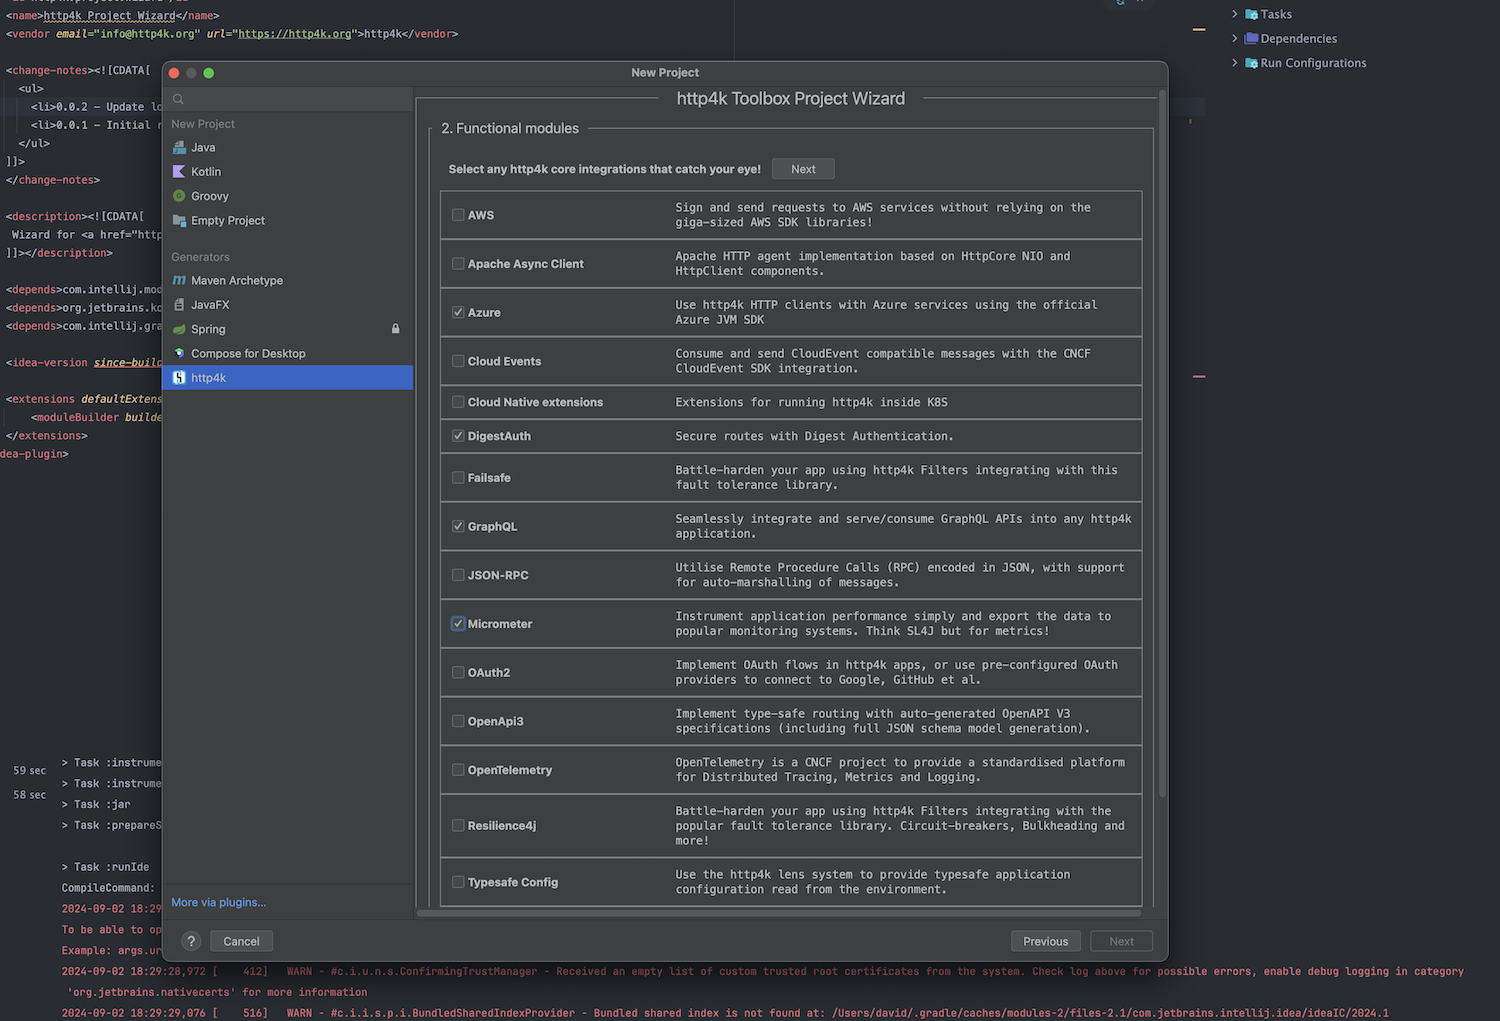 <name>http4k Project Wizard</name>
<vendor email="info@http4k.org" url="https://http4k.org">http4k</vendor>
<change-notes><![CDATA[
<ul>
<li>0.0.2 – Update
<li>0.0.1 – Initial
</ul>
]]>
</change-notes>
<description><![CDATA[
Wizard for <a href="http
]]></description>
<depends>com.intellij.mod
<depends>org.jetbrains.ko
<depends>com.intellij.gra
<idea-version since-build
<extensions defaultExtens
<moduleBuilder builde
</extensions>
dea-plugin>
Tasks
Dependencies
Run Configurations
New Project
New Project
Java
Kotlin
Groovy
Empty Project
Generators
Maven Archetype
JavaFX
Spring
Compose for Desktop
http4k
More via plugins...
? Cancel
http4k Toolbox Project Wizard
2. Functional modules
Select any http4k core integrations that catch your eye! Next
AWS
Sign and send requests to AWS services without relying on the
giga-sized AWS SDK libraries!
Apache Async Client
Apache HTTP agent implementation based on HttpCore NIO and
HttpClient components.
Azure
Use http4k HTTP clients with Azure services using the official
Azure JVM SDK
Cloud Events
Consume and send CloudEvent compatible messages with the CNCF
CloudEvent SDK integration.
Cloud Native extensions
Extensions for running http4k inside K8S
DigestAuth
Secure routes with Digest Authentication.
Failsafe
Battle-harden your app using http4k Filters integrating with this
fault tolerance library.
GraphQL
Seamlessly integrate and serve/consume GraphQL APIs into any http4k
application.
JSON-RPC
Utilise Remote Procedure Calls (RPC) encoded in JSON, with support
for auto-marshalling of messages.
Micrometer
Instrument application performance simply and export the data to
popular monitoring systems. Think SL4J but for metrics!
OAuth2
Implement OAuth flows in http4k apps, or use pre-configured OAuth
providers to connect to Google, GitHub et al.
OpenApi3
Implement type-safe routing with auto-generated OpenAPI V3
specifications (including full JSON schema model generation).
OpenTelemetry
OpenTelemetry is a CNCF project to provide a standardised platform
for Distributed Tracing, Metrics and Logging.
Resilience4j
Battle-harden your app using http4k Filters integrating with the
popular fault tolerance library. Circuit-breakers, Bulkheading and
more!
Typesafe Config
Use the http4k lens system to provide typesafe application
configuration read from the environment.
Previous Next
59 sec
58 sec
> Task :instrume
> Task :instrume
> Task :jar
> Task :prepareS
> Task :runIde
CompileCommand:
2024-09-02 18:29
To be able to op
Example: args.ur
2024-09-02 18:29:28,972 [ 412] WARN - #c.i.u.n.s.ConfirmingTrustManager - Received an empty list of custom trusted root certificates from the system. Check log above for possible errors, enable debug logging in category
'org.jetbrains.nativecerts' for more information
2024-09-02 18:29:29,076 [ 516] WARN - #c.i.i.s.p.i.BundledSharedIndexProvider - Bundled shared index is not found at: /Users/david/.gradle/caches/modules-2/files-2.1/com.jetbrains.intellij.idea/ideaIC/2024.1